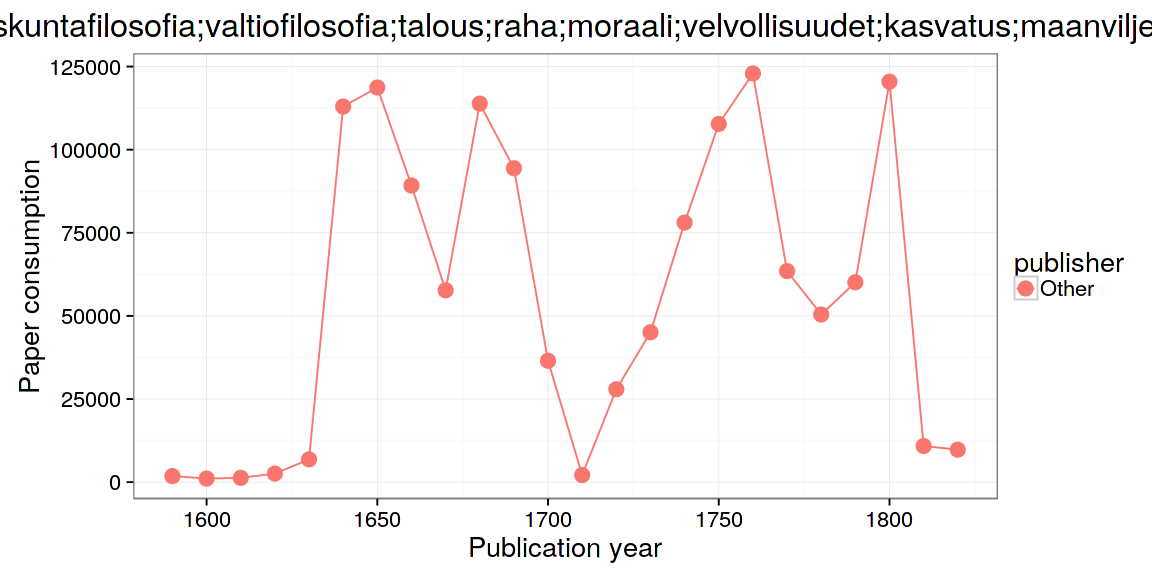 skuntafilosofia;valtiofilosofia;talous;raha;moraali;velvollisuudet;kasvatus;maanvilje
125000
100000
75000
50000
25000
0
Paper consumption
1600 1650 1700 1750 1800
Publication year
publisher
Other